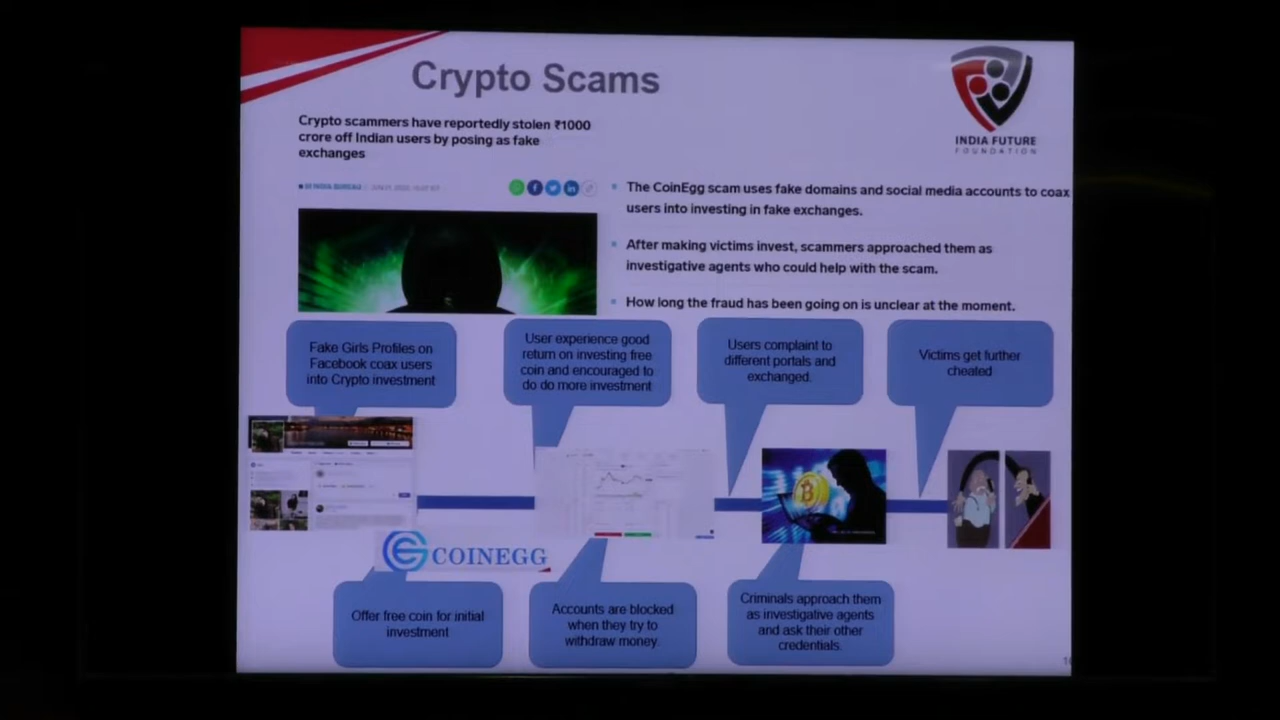 Crypto Scams
INDIA FUTURE
FOUNDATION
Crypto scammers have reportedly stolen ₹1000
crore off Indian users by posing as fake
exchanges
The CoinEgg scam uses fake domains and social media accounts to coax
users into investing in fake exchanges.
After making victims invest, scammers approached them as
investigative agents who could help with the scam.
How long the fraud has been going on is unclear at the moment.
Fake Girls Profiles on
Facebook coax users
into Crypto investment
User experience good
return on investing free
coin and encouraged to
do do more investment
Users complaint to
different portals and
exchanged.
Victims get further
cheated
COINEGG
Offer free coin for initial
investment
Accounts are blocked
when they try to
withdraw money.
Criminals approach them
as investigative agents
and ask their other
credentials.